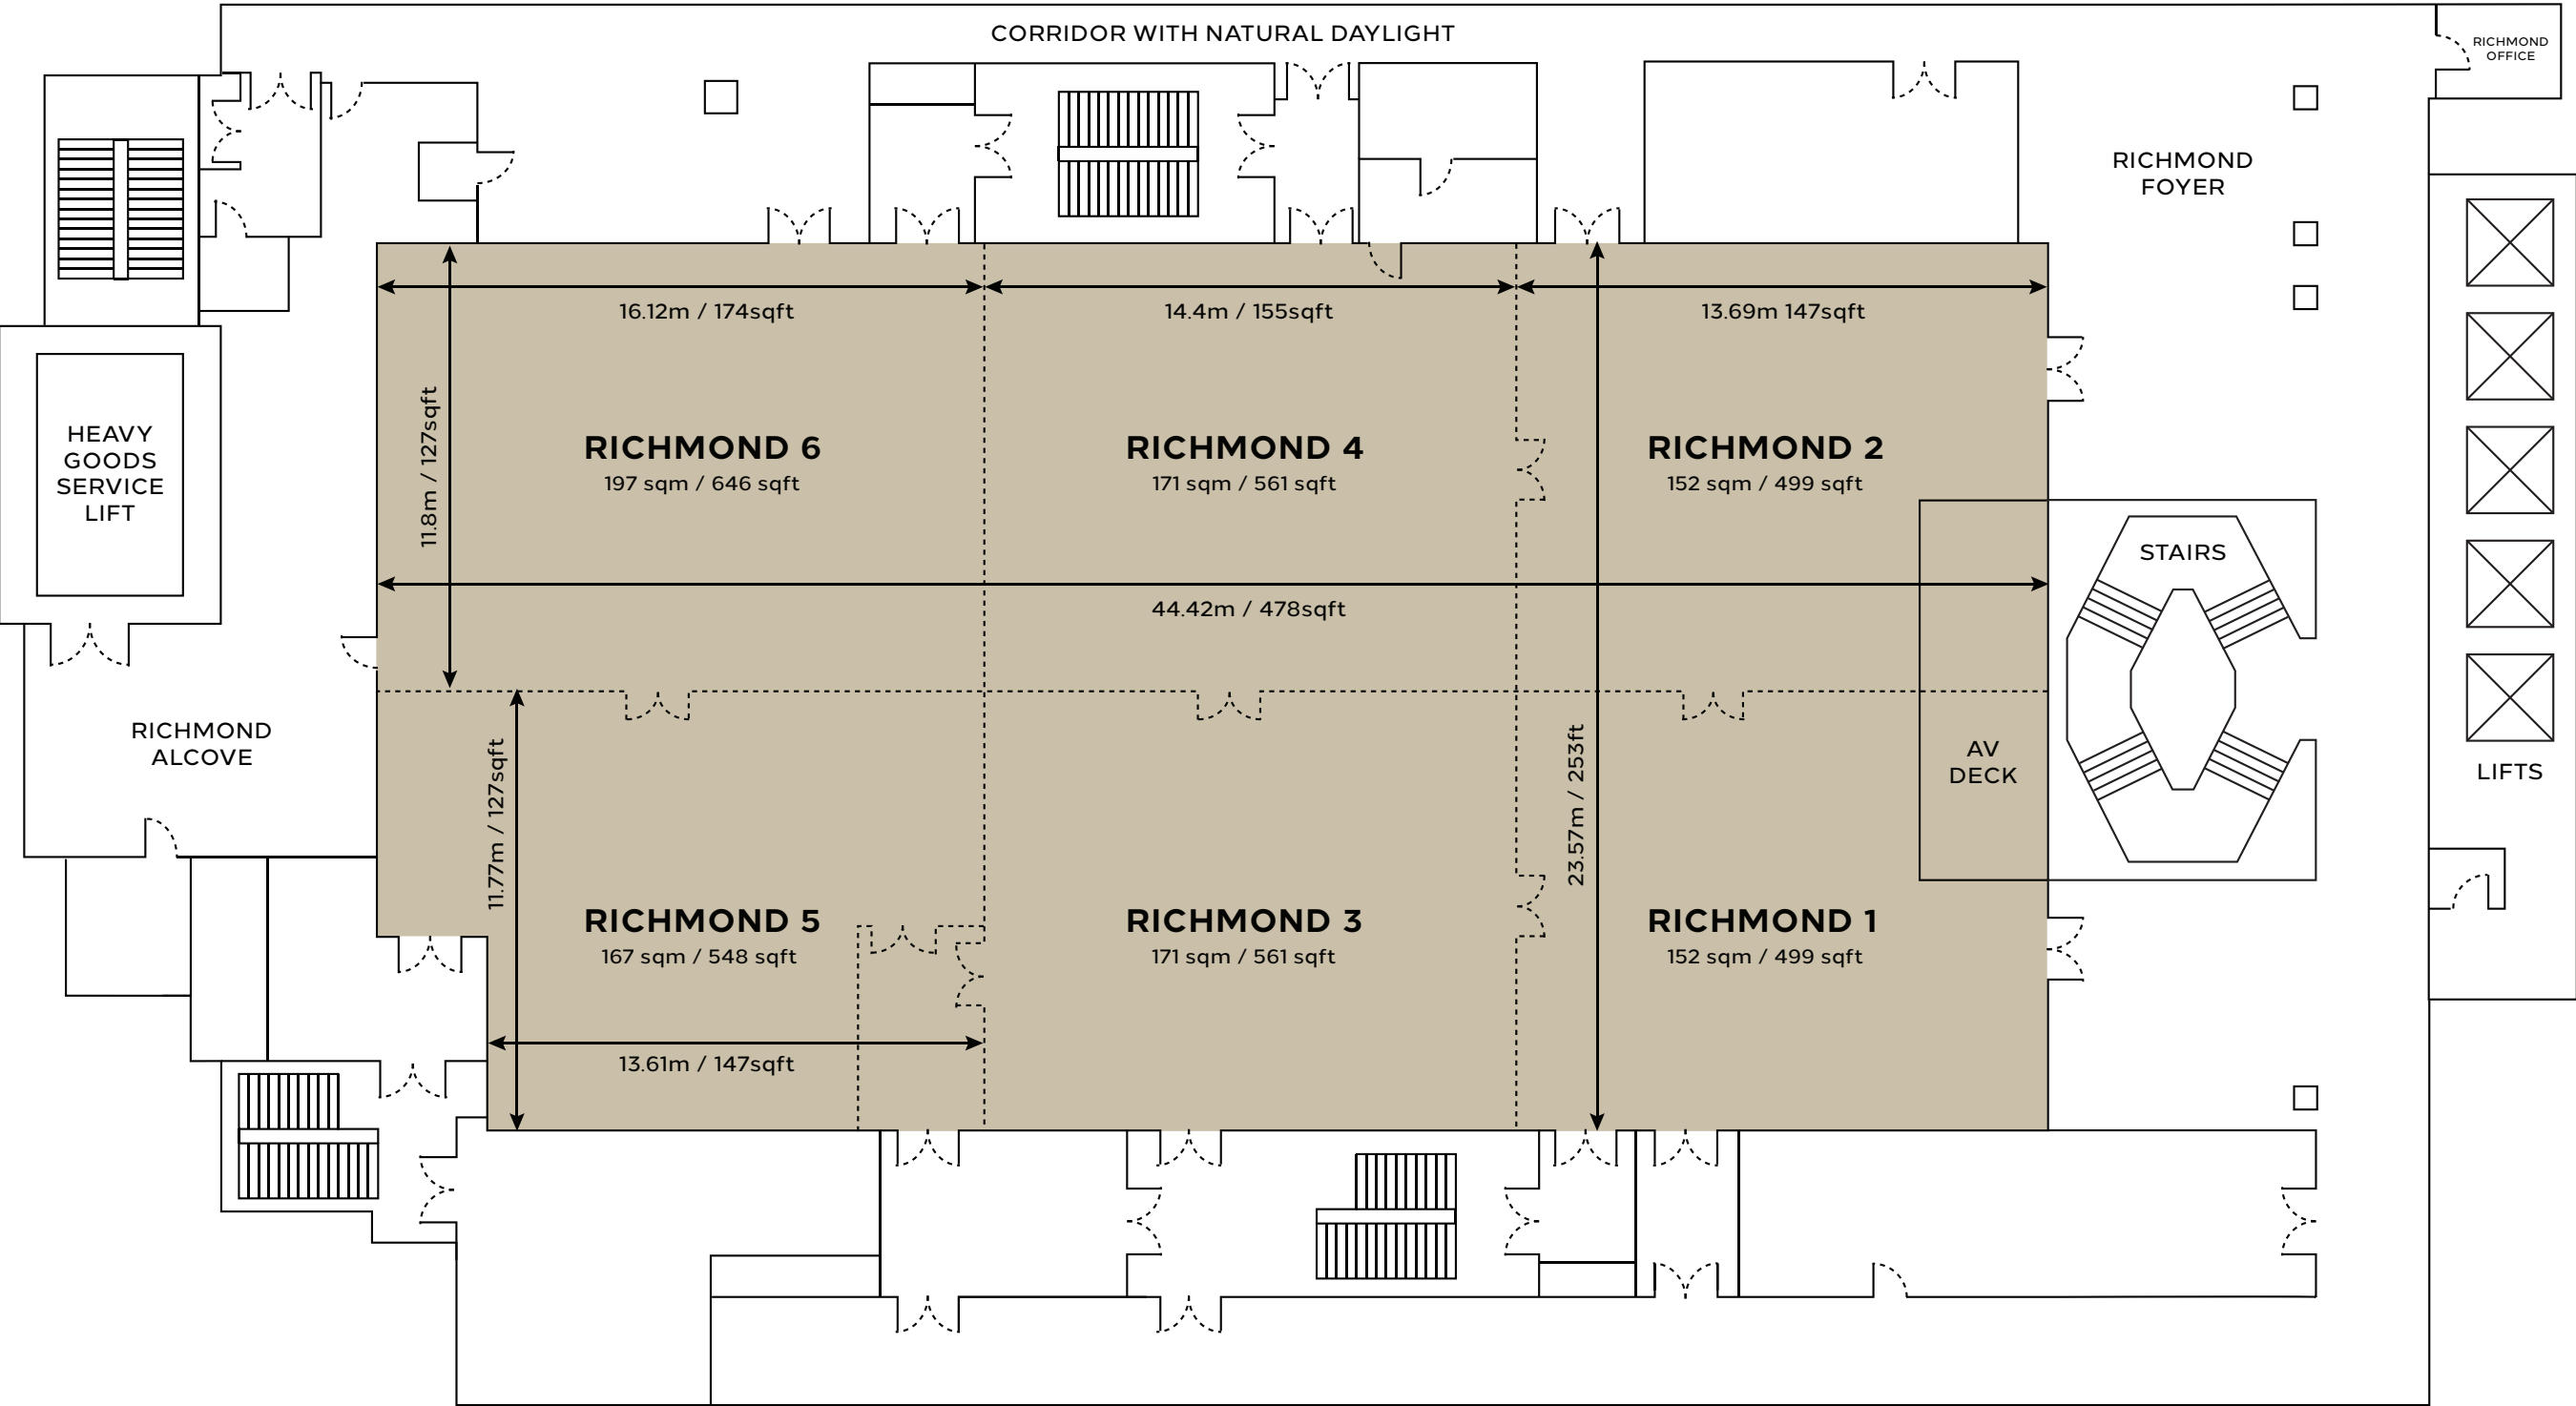 CORRIDOR WITH NATURAL DAYLIGHT
RICHMOND
OFFICE
RICHMOND
FOYER
16.12m / 174sqft
14.4m / 155sqft
13.69m 147sqft
11.8m / 127sqft
HEAVY
GOODS
SERVICE
LIFT
RICHMOND 6
197 sqm / 646 sqft
RICHMOND 4
171 sqm / 561 sqft
RICHMOND 2
152 sqm / 499 sqft
STAIRS
44.42m / 478sqft
RICHMOND
ALCOVE
11.77m / 127sqft
23.57m / 253ft
AV
DECK
LIFTS
RICHMOND 5
167 sqm / 548 sqft
RICHMOND 3
171 sqm / 561 sqft
RICHMOND 1
152 sqm / 499 sqft
13.61m / 147sqft